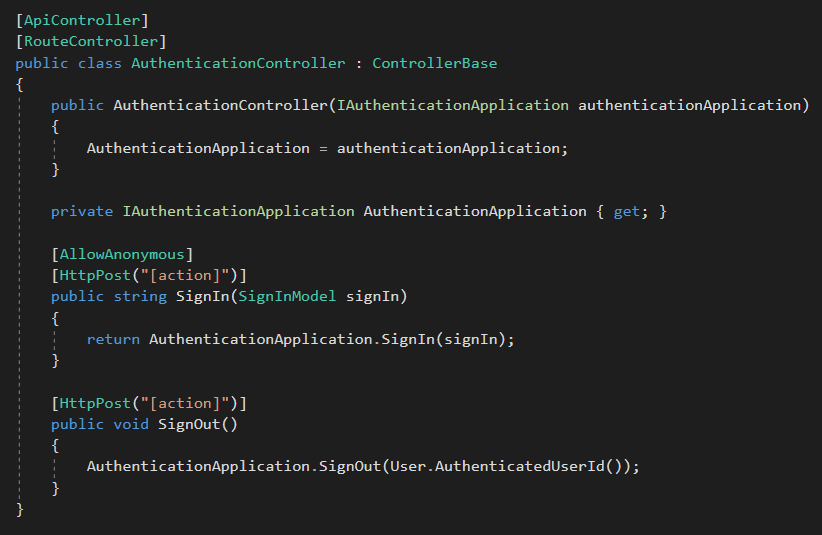 [ApiController]
[RouteController]
public class AuthenticationController : ControllerBase
{
    public AuthenticationController(IAuthenticationApplication authenticationApplication)
    {
        AuthenticationApplication = authenticationApplication;
    }

    private IAuthenticationApplication AuthenticationApplication { get; }

    [AllowAnonymous]
    [HttpPost("[action]")]
    public string SignIn(SignInModel signIn)
    {
        return AuthenticationApplication.SignIn(signIn);
    }

    [HttpPost("[action]")]
    public void SignOut()
    {
        AuthenticationApplication.SignOut(User.AuthenticatedUserId());
    }
}